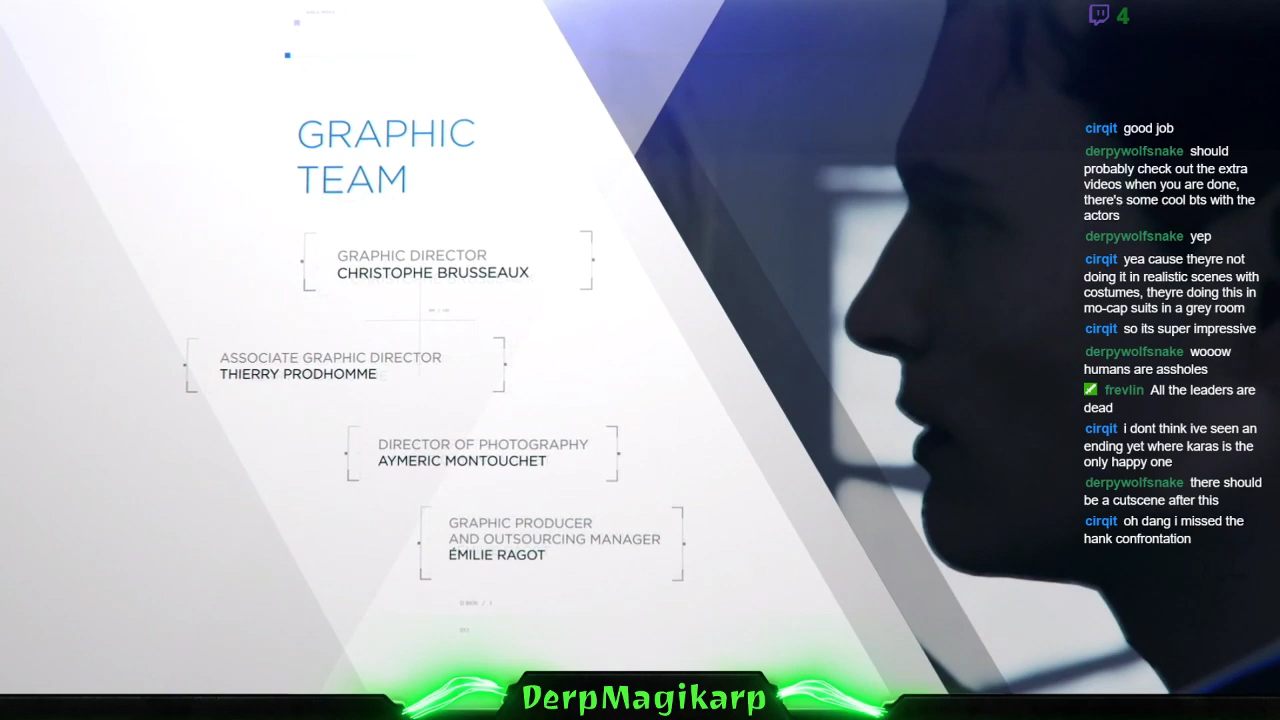 4
GRAPHIC
TEAM
GRAPHIC DIRECTOR
CHRISTOPHE BRUSSEAUX
ASSOCIATE GRAPHIC DIRECTOR
THIERRY PRODHOMME
DIRECTOR OF PHOTOGRAPHY
AYMERIC MONTOUCHET
GRAPHIC PRODUCER
AND OUTSOURCING MANAGER
ÉMILIE RAGOT
cirqit good job
derpywolfsnake should
probably check out the extra
videos when you are done,
there's some cool bts with the
actors
derpywolfsnake yep
cirqit yea cause theyre not
doing it in realistic scenes with
costumes, theyre doing this in
mo-cap suits in a grey room
cirqit so its super impressive
derpywolfsnake wooow
humans are assholes
frevlin All the leaders are
dead
cirqit i dont think ive seen an
ending yet where karas is the
only happy one
derpywolfsnake there should
be a cutscene after this
cirqit oh dang i missed the
hank confrontation
DerpMagikarp